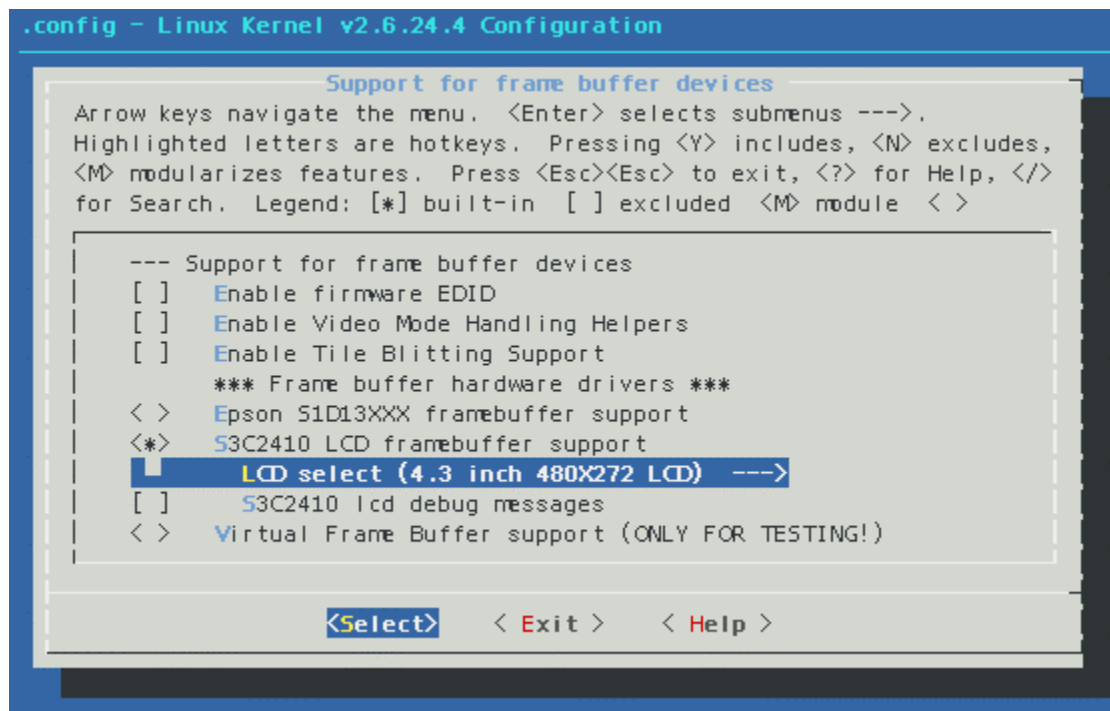 .config - Linux Kernel v2.6.24.4 Configuration
Support for frame buffer devices
Arrow keys navigate the menu.  <Enter> selects submenus --->.
Highlighted letters are hotkeys.  Pressing <Y> includes, <N> excludes,
<M> modularizes features.  Press <Esc><Esc> to exit, <?> for Help, </>
for Search.  Legend: [*] built-in  [ ] excluded  <M> module  < >
--- Support for frame buffer devices
[ ]   Enable firmware EDID
[ ]   Enable Video Mode Handling Helpers
[ ]   Enable Tile Blitting Support
*** Frame buffer hardware drivers ***
< >   Epson S1D13XXX framebuffer support
<*>   S3C2410 LCD framebuffer support
LCD select (4.3 inch 480X272 LCD)  --->
[ ]     S3C2410 lcd debug messages
< >   Virtual Frame Buffer support (ONLY FOR TESTING!)
<Select>    < Exit >    < Help >